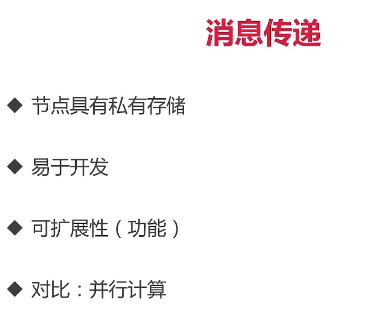 消息传递
◆ 节点具有私有存储
◆ 易于开发
◆ 可扩展性（功能）
◆ 对比：并行计算